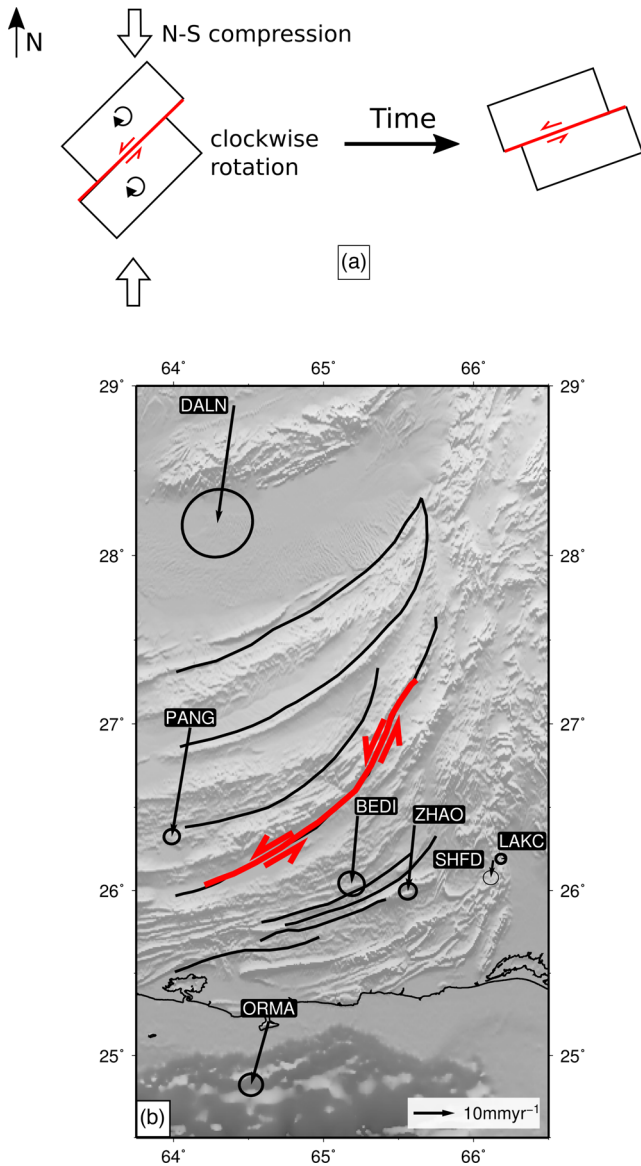 N
N-S compression
clockwise
rotation
Time
(a)
64˚ 65˚ 66˚
29˚ 29˚
DALN
28˚ 28˚
27˚ 27˚
PANG
BEDI ZHAO
LAKC
SHFD
26˚ 26˚
ORMA
25˚ 25˚
(b)
10mmyr⁻¹
64˚ 65˚ 66˚